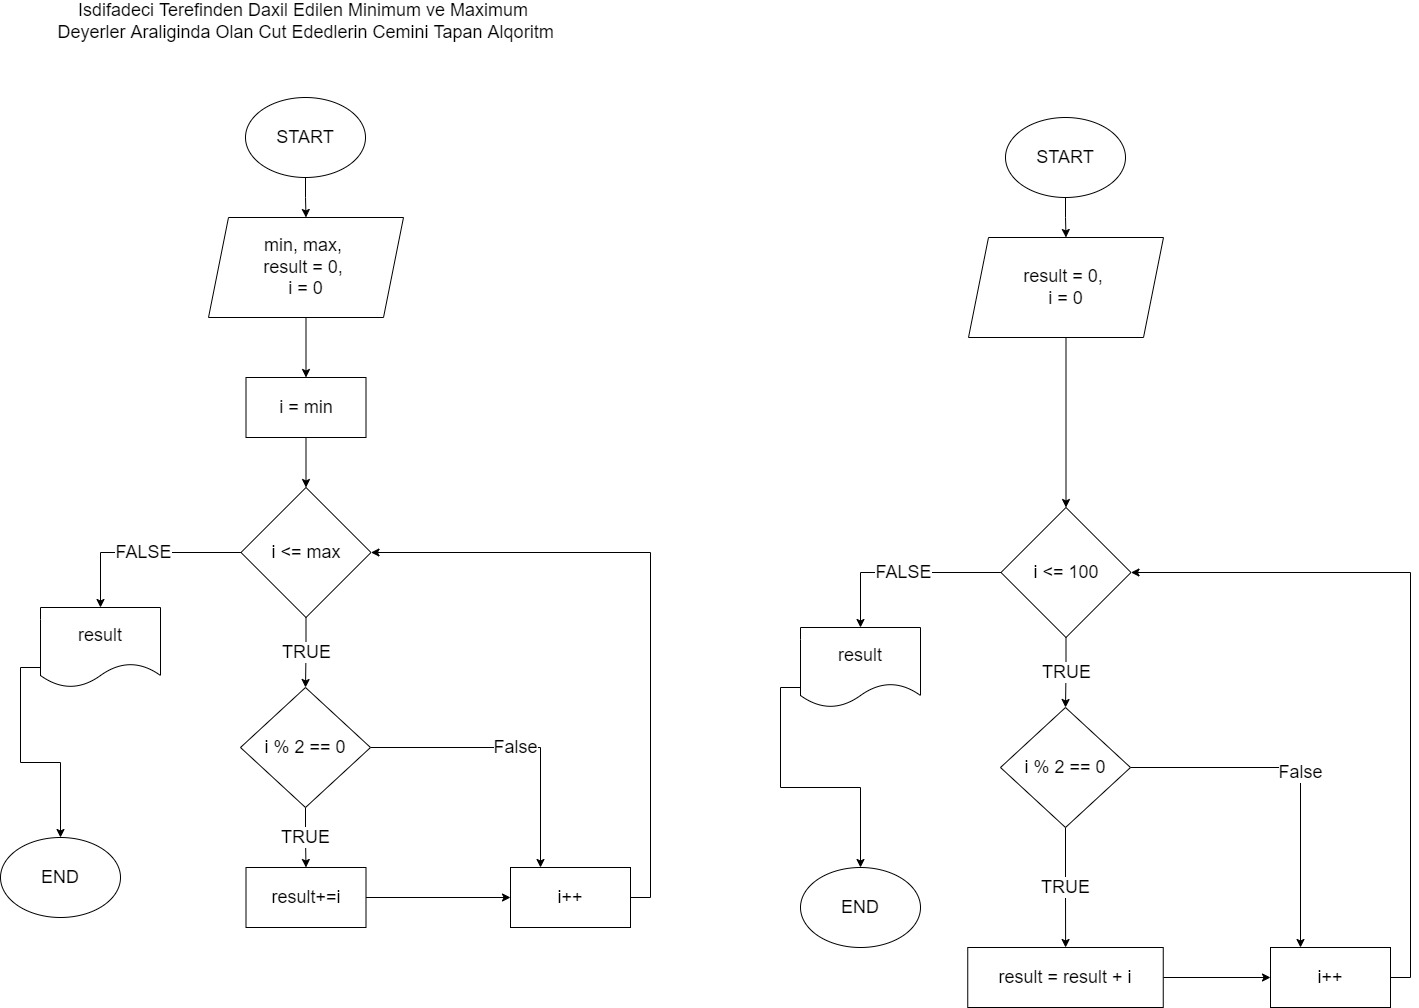 Isdifadeci Terefinden Daxil Edilen Minimum ve Maximum
Deyerler Araliginda Olan Cut Ededlerin Cemini Tapan Alqoritm
START
min, max,
result = 0,
i = 0
i = min
i <= max
FALSE
result
TRUE
i % 2 == 0
False
TRUE
END
result+=i
i++
START
result = 0,
i = 0
i <= 100
FALSE
result
TRUE
i % 2 == 0
False
TRUE
END
result = result + i
i++